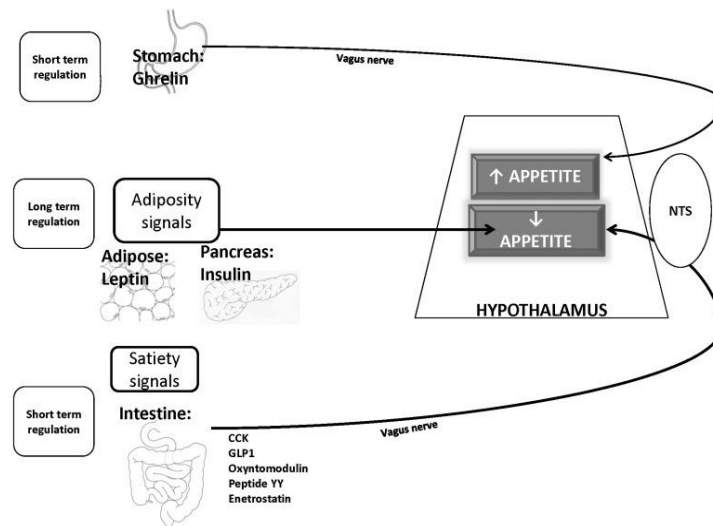 Short term
regulation
Stomach:
Ghrelin
Vagus nerve
↑ APPETITE
Long term
regulation
Adiposity
signals
↓
APPETITE
NTS
Adipose:
Leptin
Pancreas:
Insulin
HYPOTHALAMUS
Satiety
signals
Short term
regulation
Intestine:
Vagus nerve
CCK
GLP1
Oxyntomodulin
Peptide YY
Enetrostatin